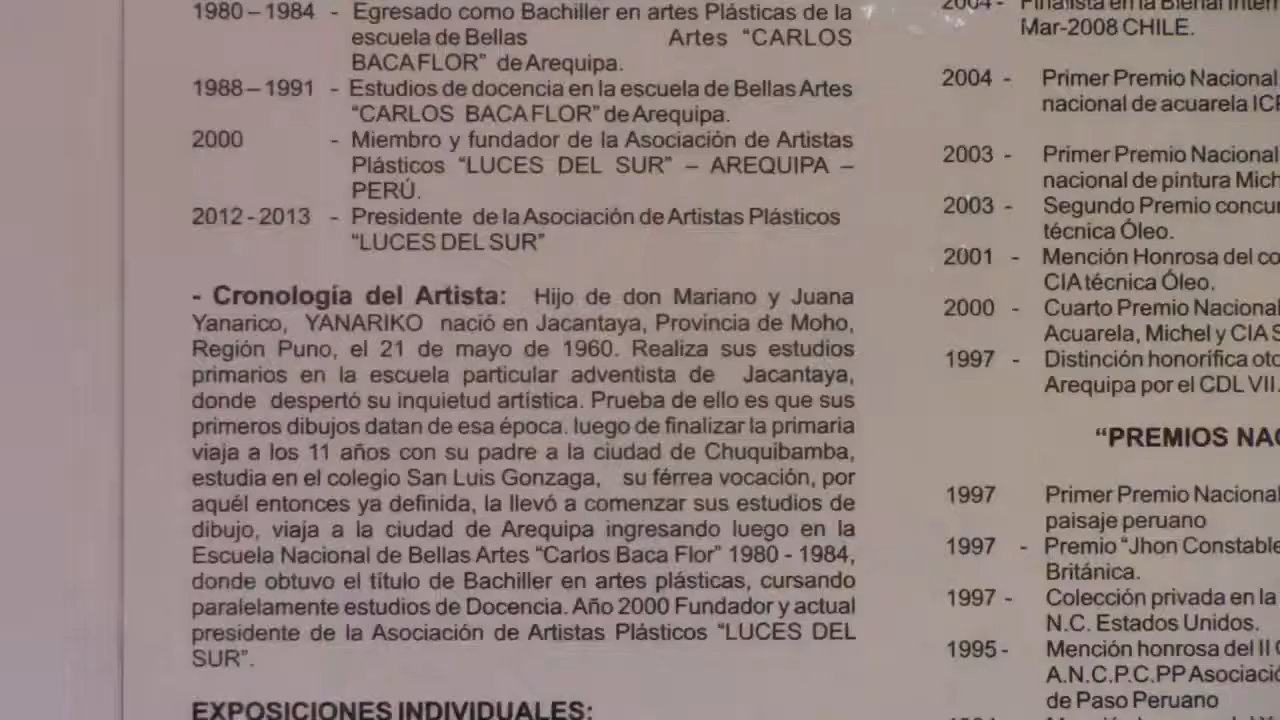 1980 – 1984 - Egresado como Bachiller en artes Plásticas de la
escuela de Bellas Artes “CARLOS
BACA FLOR” de Arequipa.
1988 – 1991 - Estudios de docencia en la escuela de Bellas Artes
“CARLOS BACA FLOR” de Arequipa.
2000 - Miembro y fundador de la Asociación de Artistas
Plásticos “LUCES DEL SUR” – AREQUIPA –
PERÚ.
2012 - 2013 - Presidente de la Asociación de Artistas Plásticos
“LUCES DEL SUR”
- Cronología del Artista: Hijo de don Mariano y Juana
Yanarico, YANARIKO nació en Jacantaya, Provincia de Moho,
Región Puno, el 21 de mayo de 1960. Realiza sus estudios
primarios en la escuela particular adventista de Jacantaya,
donde despertó su inquietud artística. Prueba de ello es que sus
primeros dibujos datan de esa época. luego de finalizar la primaria
viaja a los 11 años con su padre a la ciudad de Chuquibamba,
estudia en el colegio San Luis Gonzaga, su férrea vocación, por
aquél entonces ya definida, la llevó a comenzar sus estudios de
dibujo, viaja a la ciudad de Arequipa ingresando luego en la
Escuela Nacional de Bellas Artes “Carlos Baca Flor” 1980 - 1984,
donde obtuvo el título de Bachiller en artes plásticas, cursando
paralelamente estudios de Docencia. Año 2000 Fundador y actual
presidente de la Asociación de Artistas Plásticos “LUCES DEL
SUR”.
EXPOSICIONES INDIVIDUALES:
2004 - Finalista en la Bienal
Mar-2008 CHILE.
2004 - Primer Premio Nacional
nacional de acuarela
2003 - Primer Premio Nacional
nacional de pintura
2003 - Segundo Premio
técnica Óleo.
2001 - Mención Honrosa del
CIA técnica Óleo.
2000 - Cuarto Premio Nacional
Acuarela, Michel y CIA
1997 - Distinción honorífica
Arequipa por el CDL VII
“PREMIOS
1997 Primer Premio Nacional
paisaje peruano
1997 - Premio “Jhon Constable
Británica.
1997 - Colección privada en la
N.C. Estados Unidos.
1995 - Mención honrosa del II
A.N.C.P.C.PP
de Paso Peruano